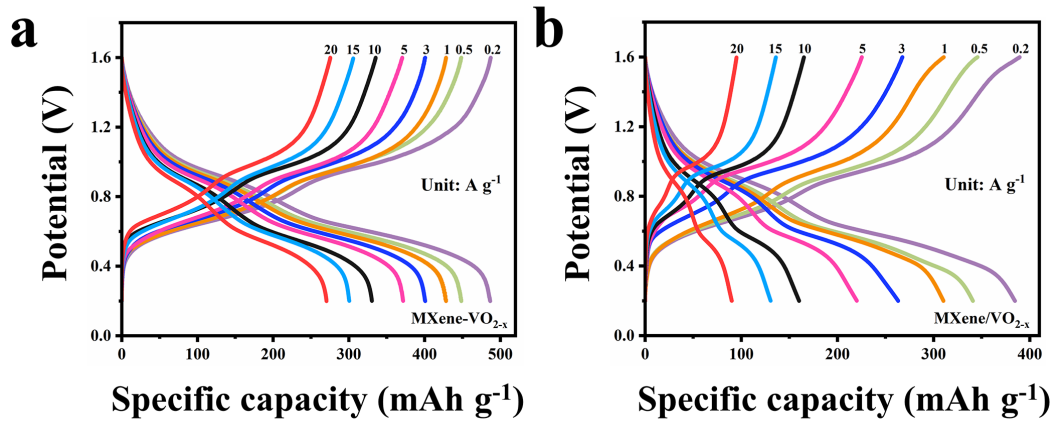 a
Potential (V)
1.6
1.2
0.8
0.4
0.0
20 15 10 5 3 1 0.5 0.2
Unit: A g⁻¹
MXene-VO₂₋ₓ
0 100 200 300 400 500
Specific capacity (mAh g⁻¹)
b
Potential (V)
1.6
1.2
0.8
0.4
0.0
20 15 10 5 3 1 0.5 0.2
Unit: A g⁻¹
MXene/VO₂₋ₓ
0 100 200 300 400
Specific capacity (mAh g⁻¹)